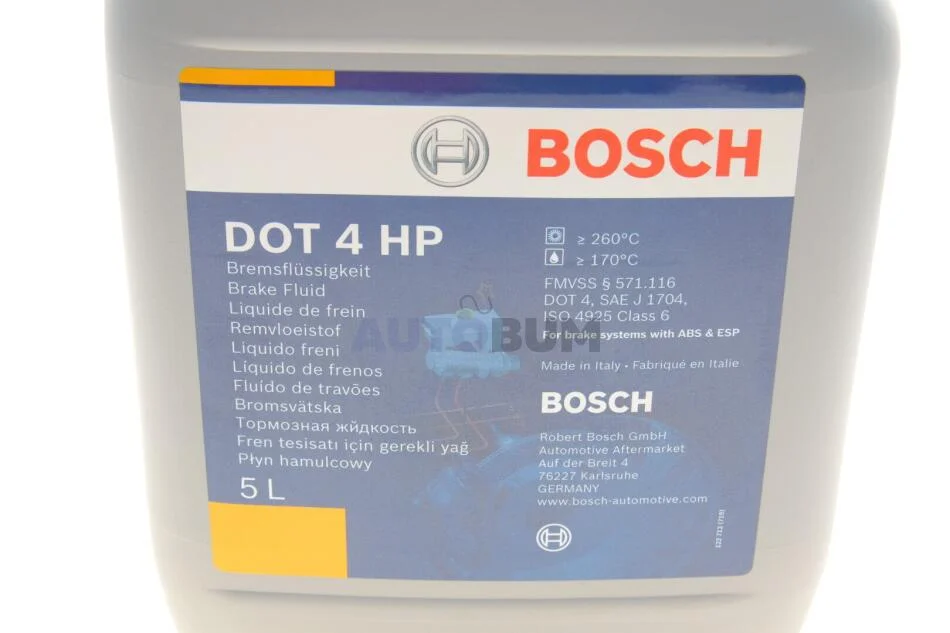 BOSCH
DOT 4 HP
Bremsflüssigkeit
Brake Fluid
Liquide de frein
Remvloeistof
Liquido freni
Líquido de frenos
Fluído de travões
Bromsvätska
Тормозная жйдкость
Fren tesisatı için gerekli yağ
Płyn hamulcowy
5 L
≥ 260°C
≥ 170°C
FMVSS § 571.116
DOT 4, SAE J 1704,
ISO 4925 Class 6
For brake systems with ABS & ESP
Made in Italy • Fabriqué en Italie
BOSCH
Robert Bosch GmbH
Automotive Aftermarket
Auf der Breit 4
76227 Karlsruhe
GERMANY
www.bosch-automotive.com
AUTOBUM